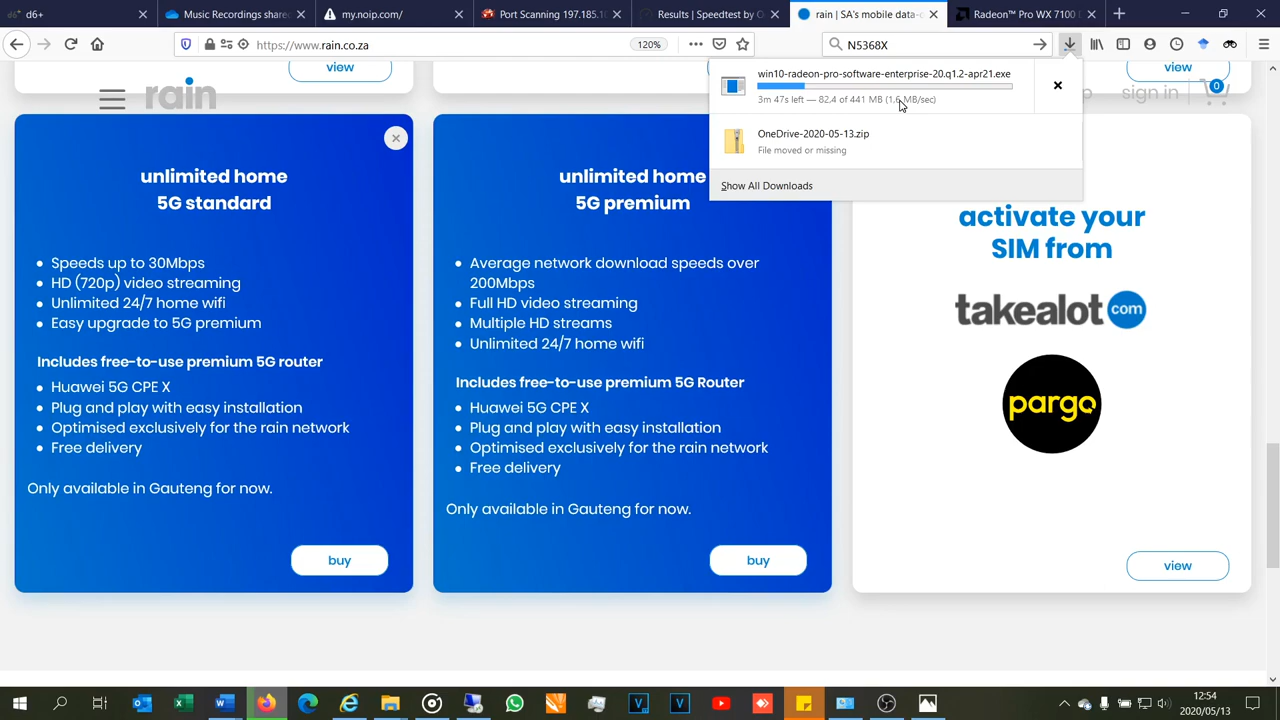 d6+
Music Recordings share
my.noip.com/
Port Scanning 197.185.1
Results | Speedtest by O
rain | SA's mobile data-
Radeon™ Pro WX 7100 D
https://www.rain.co.za
120%
N5368X
view
view
rain
sign in
0
win10-radeon-pro-software-enterprise-20.q1.2-apr21.exe
3m 47s left — 82.4 of 441 MB (1.6 MB/sec)
OneDrive-2020-05-13.zip
File moved or missing
Show All Downloads
unlimited home
5G standard
Speeds up to 30Mbps
HD (720p) video streaming
Unlimited 24/7 home wifi
Easy upgrade to 5G premium
Includes free-to-use premium 5G router
Huawei 5G CPE X
Plug and play with easy installation
Optimised exclusively for the rain network
Free delivery
Only available in Gauteng for now.
buy
unlimited home
5G premium
Average network download speeds over
200Mbps
Full HD video streaming
Multiple HD streams
Unlimited 24/7 home wifi
Includes free-to-use premium 5G Router
Huawei 5G CPE X
Plug and play with easy installation
Optimised exclusively for the rain network
Free delivery
Only available in Gauteng for now.
buy
activate your
SIM from
takealot com
pargo
view
12:54
2020/05/13